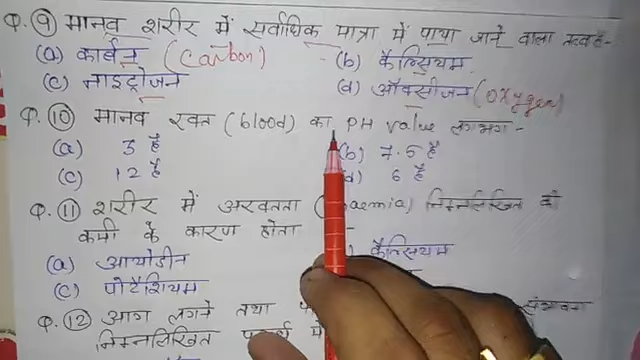 Q. ⑨ मानव शरीर में सर्वाधिक मात्रा में पाया जाने वाला तत्व है-
(a) कार्बन (Carbon) (b) कैल्सियम
(c) नाइट्रोजन (d) ऑक्सीजन (Oxygen)
Q. ⑩ मानव रक्त (blood) का PH value लगभग -
(a) 3 है (b) 7.5 है
(c) 12 है (d) 6 है
Q. ⑪ शरीर में अरक्तता निम्नलिखित की
कमी के कारण होता -
(a) आयोडीन कैल्सियम
(c) पोटैशियम
Q. ⑫ आग लगने तथा
निम्नलिखित में